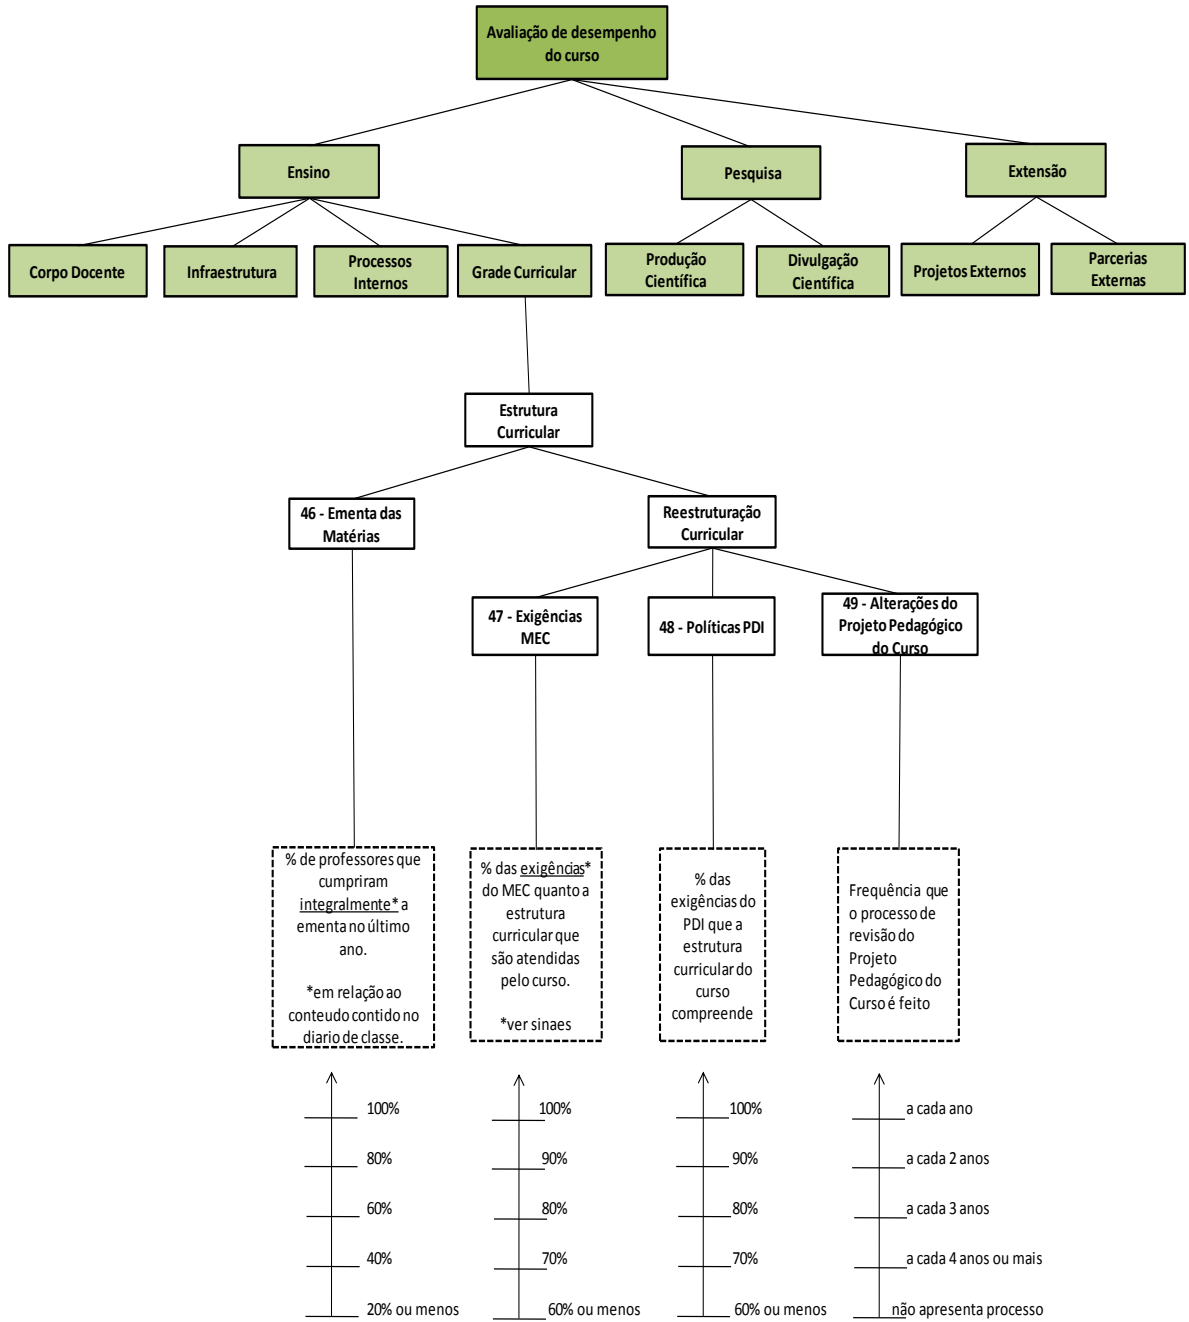 Avaliação de desempenho
do curso
Ensino
Pesquisa
Extensão
Corpo Docente
Infraestrutura
Processos
Internos
Grade Curricular
Produção
Científica
Divulgação
Científica
Projetos Externos
Parcerias
Externas
Estrutura
Curricular
46 - Ementa das
Matérias
Reestruturação
Curricular
47 - Exigências
MEC
48 - Políticas PDI
49 - Alterações do
Projeto Pedagógico
do Curso
% de professores que
cumpriram
integralmente* a
ementa no último
ano.
*em relação ao
conteudo contido no
diario de classe.
% das exigências*
do MEC quanto a
estrutura
curricular que
são atendidas
pelo curso.
*ver sinaes
% das
exigências do
PDI que a
estrutura
curricular do
curso
compreende
Frequência que
o processo de
revisão do
Projeto
Pedagógico do
Curso é feito
100%
80%
60%
40%
20% ou menos
100%
90%
80%
70%
60% ou menos
100%
90%
80%
70%
60% ou menos
a cada ano
a cada 2 anos
a cada 3 anos
a cada 4 anos ou mais
não apresenta processo